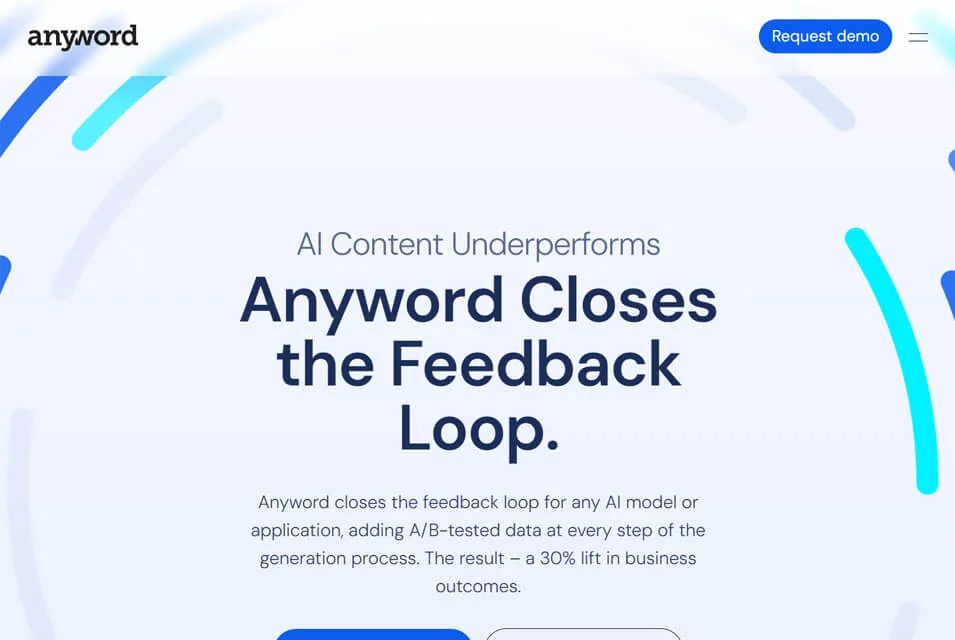 anyword
Request demo
AI Content Underperforms
Anyword Closes
the Feedback
Loop.
Anyword closes the feedback loop for any AI model or
application, adding A/B-tested data at every step of the
generation process. The result – a 30% lift in business
outcomes.